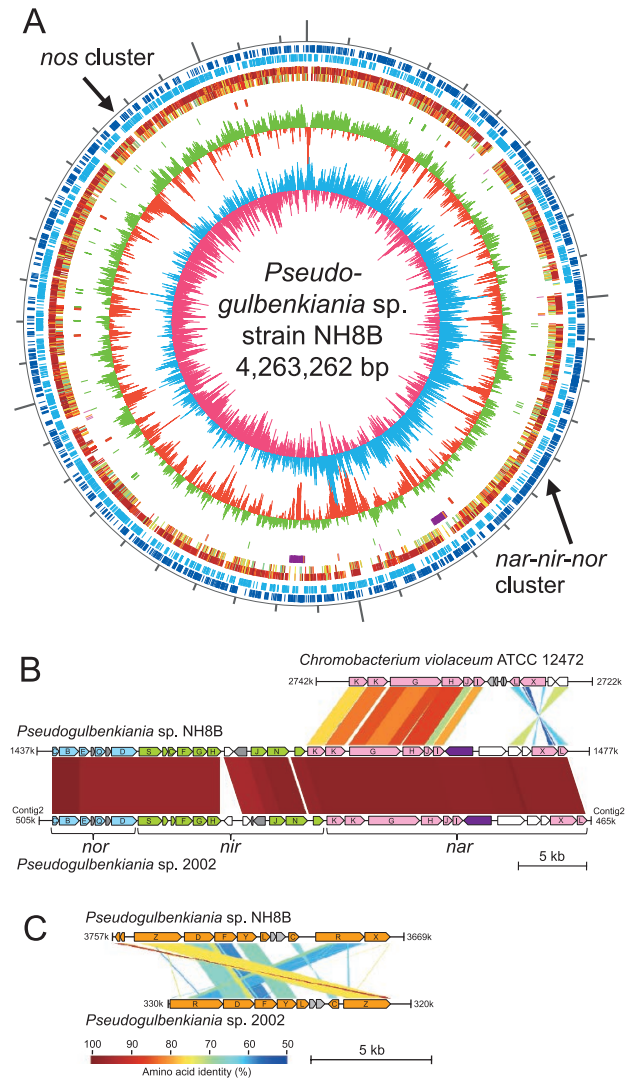 A
nos cluster
Pseudo-
gulbenkiania sp.
strain NH8B
4,263,262 bp
nar-nir-nor
cluster
B
Chromobacterium violaceum ATCC 12472
2742k
K K G H J I L X
2722k
Pseudogulbenkiania sp. NH8B
1437k
B E Q D S C F G H J N K K G H J I X L
1477k
Contig2
505k
B E Q D S C F G H J N K K G H J I X L
Contig2
465k
nor
nir
nar
Pseudogulbenkiania sp. 2002
5 kb
C
Pseudogulbenkiania sp. NH8B
3757k
Z D F Y L C R X
3669k
330k
R D F Y L C Z
320k
Pseudogulbenkiania sp. 2002
100 90 80 70 60 50
Amino acid identity (%)
5 kb